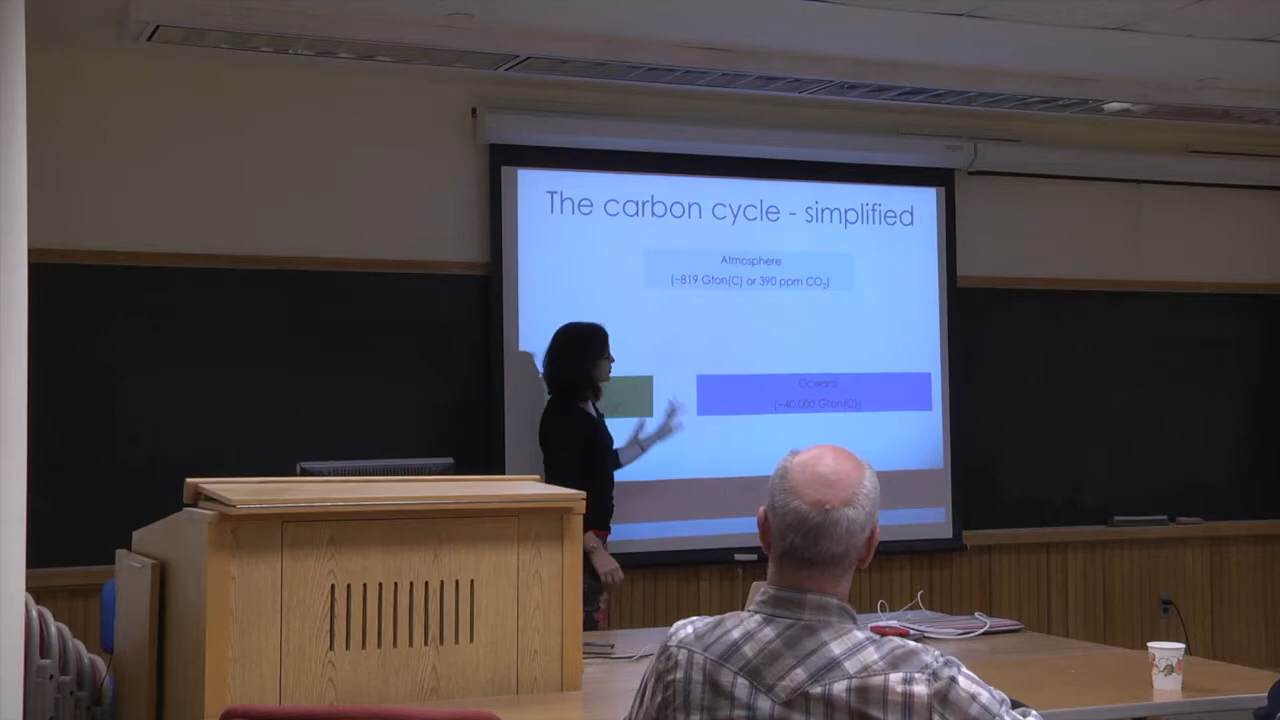 The carbon cycle - simplified
Atmosphere
(~819 Gton(C) or 390 ppm CO₂)
Oceans
(~40,000 Gton(C))